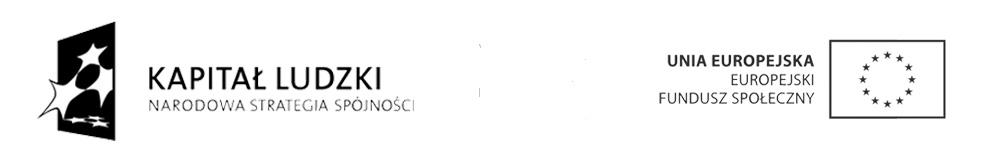 KAPITAŁ LUDZKI
NARODOWA STRATEGIA SPÓJNOŚCI
UNIA EUROPEJSKA
EUROPEJSKI
FUNDUSZ SPOŁECZNY